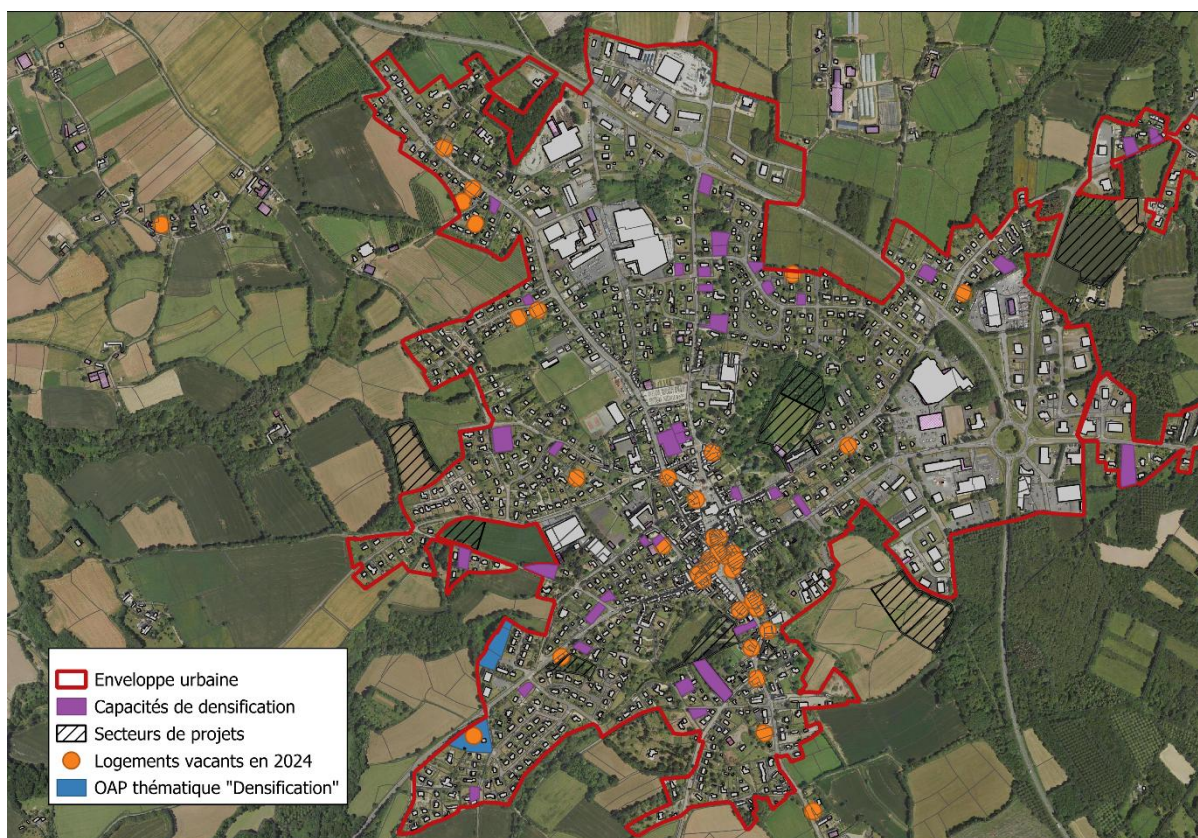 Enveloppe urbaine
Capacités de densification
Secteurs de projets
Logements vacants en 2024
OAP thématique "Densification"